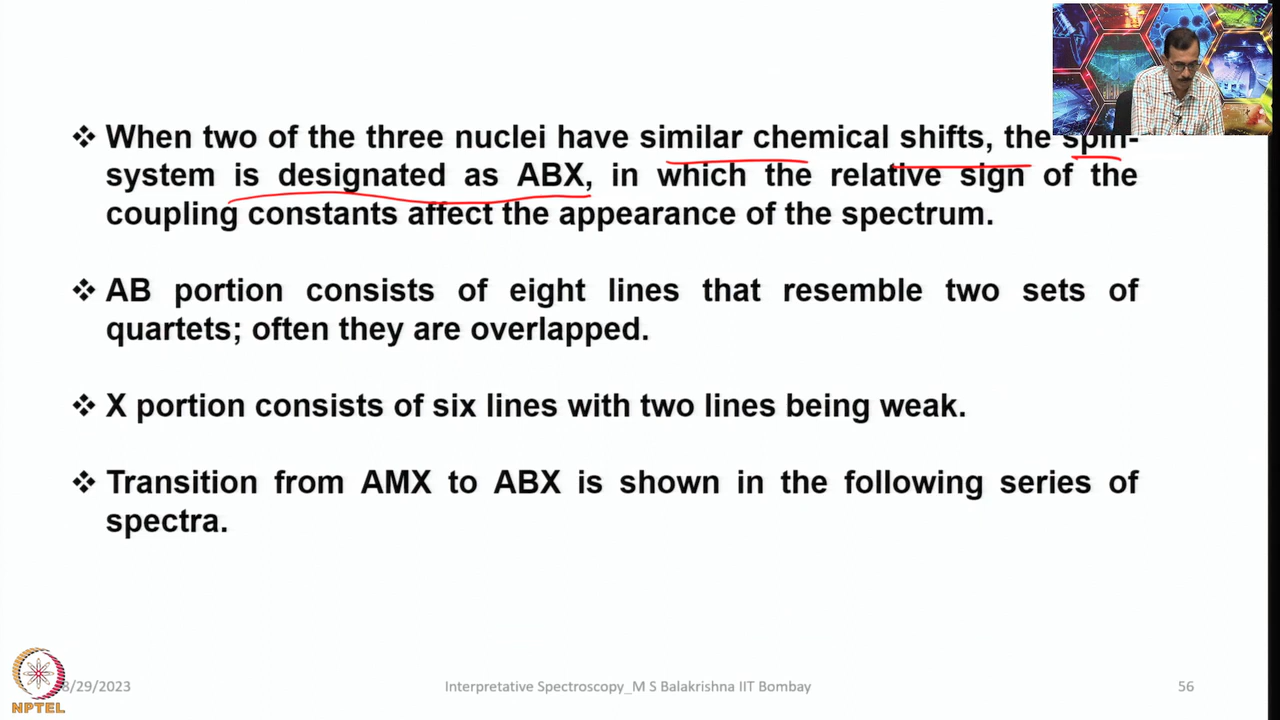 ❖ When two of the three nuclei have similar chemical shifts, the spin-
system is designated as ABX, in which the relative sign of the
coupling constants affect the appearance of the spectrum.
❖ AB portion consists of eight lines that resemble two sets of
quartets; often they are overlapped.
❖ X portion consists of six lines with two lines being weak.
❖ Transition from AMX to ABX is shown in the following series of
spectra.
8/29/2023
Interpretative Spectroscopy_M S Balakrishna IIT Bombay
56
NPTEL